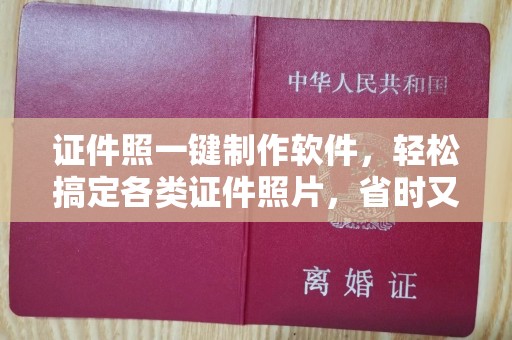 中华人民共和国
证件照一键制作软件，轻松
搞定各类证件照片，省时又
离婚证